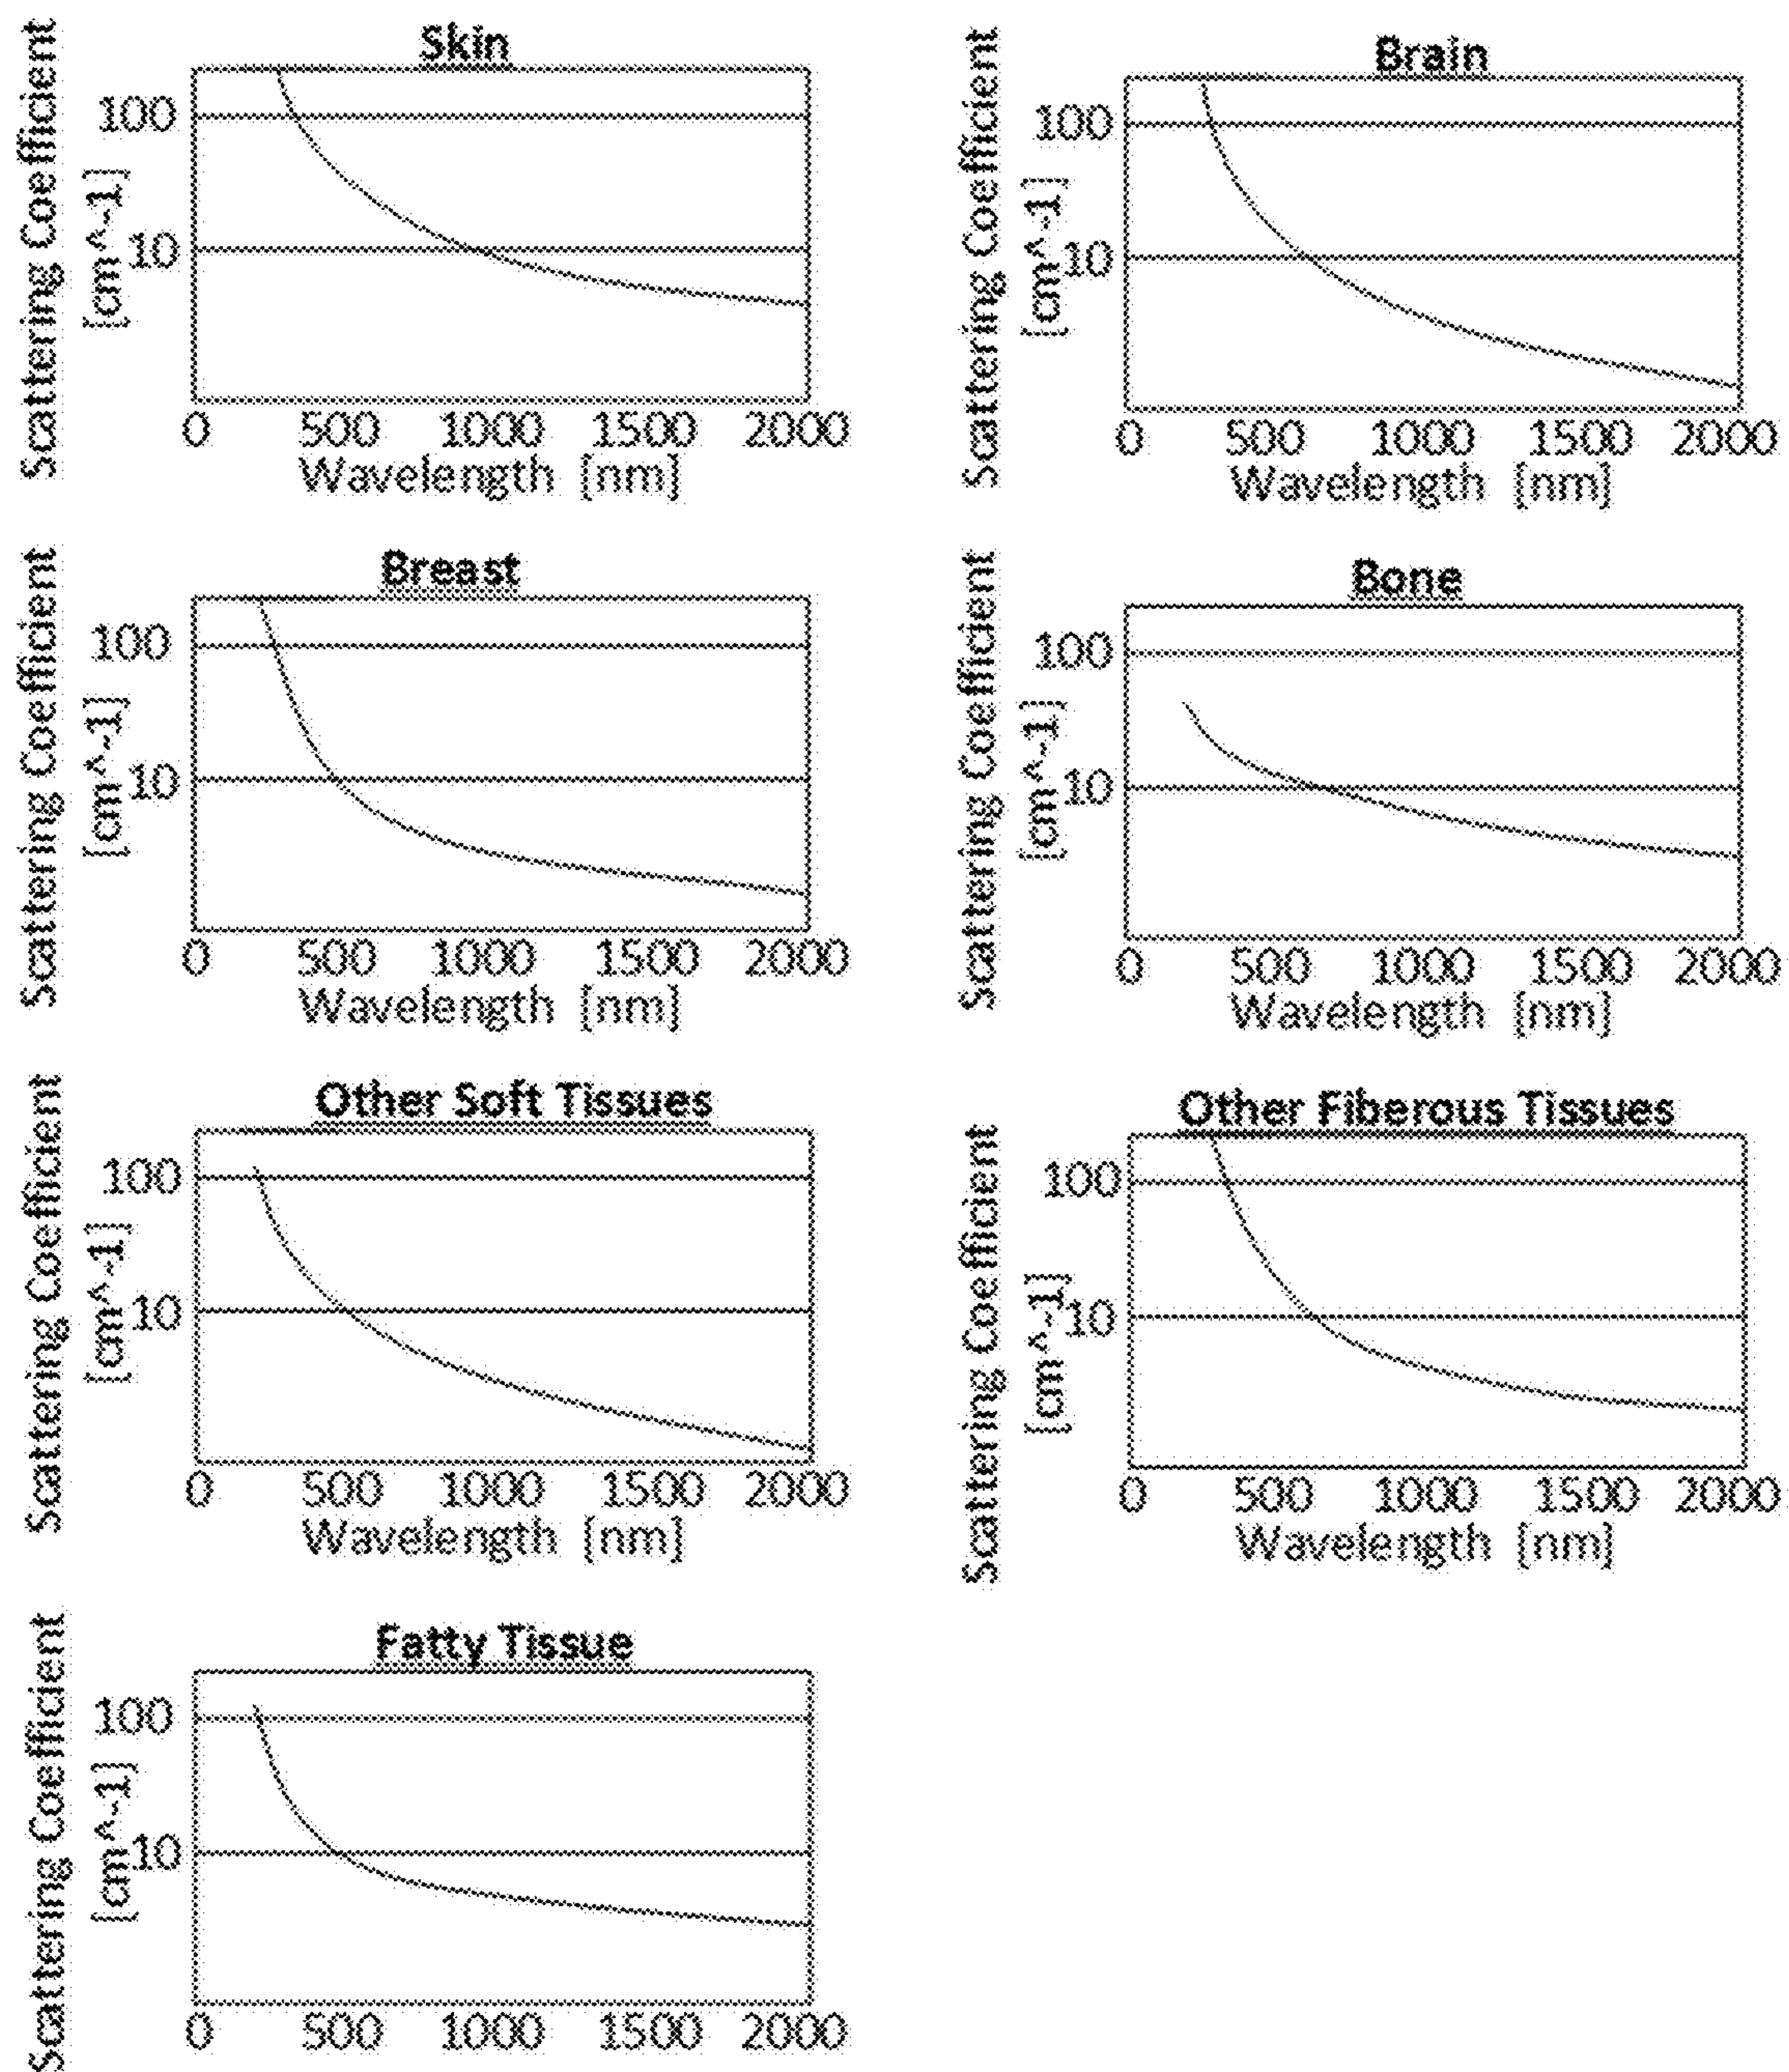 Skin
Scattering Coefficient
[cm^-1]
100
10
0 500 1000 1500 2000
Wavelength [nm]
Brain
Scattering Coefficient
[cm^-1]
100
10
0 500 1000 1500 2000
Wavelength [nm]
Breast
Scattering Coefficient
[cm^-1]
100
10
0 500 1000 1500 2000
Wavelength [nm]
Bone
Scattering Coefficient
[cm^-1]
100
10
0 500 1000 1500 2000
Wavelength [nm]
Other Soft Tissues
Scattering Coefficient
[cm^-1]
100
10
0 500 1000 1500 2000
Wavelength [nm]
Other Fiberous Tissues
Scattering Coefficient
[cm^-1]
100
10
0 500 1000 1500 2000
Wavelength [nm]
Fatty Tissue
Scattering Coefficient
[cm^-1]
100
10
0 500 1000 1500 2000